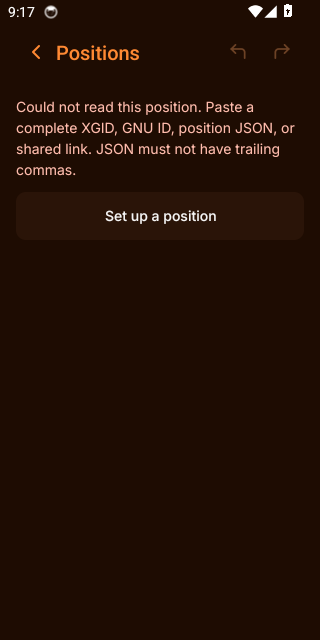 9:17
Positions
Could not read this position. Paste a
complete XGID, GNU ID, position JSON, or
shared link. JSON must not have trailing
commas.
Set up a position